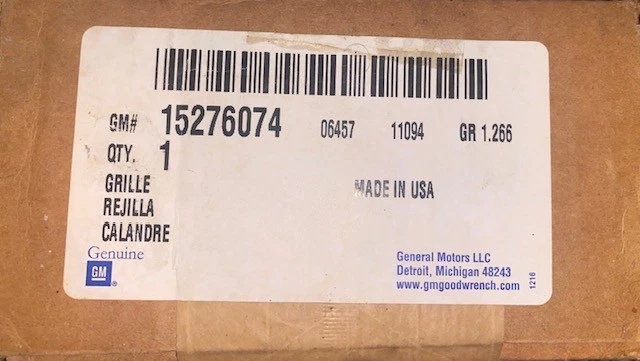 GM# 15276074 06457 11094 GR 1.266
QTY. 1
GRILLE
REJILLA
CALANDRE
MADE IN USA
Genuine
GM®
General Motors LLC
Detroit, Michigan 48243
www.gmgoodwrench.com
1216